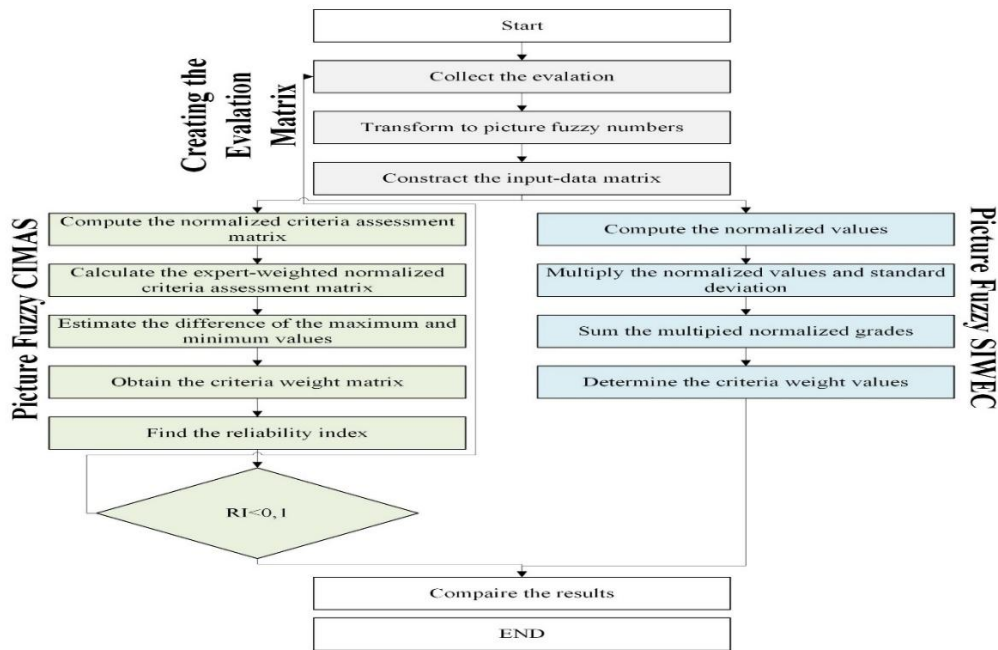 Start
Creating the
Evalation
Matrix
Collect the evalation
Transform to picture fuzzy numbers
Constract the input-data matrix
Picture Fuzzy CIMAS
Compute the normalized criteria assessment
matrix
Calculate the expert-weighted normalized
criteria assessment matrix
Estimate the difference of the maximum and
minimum values
Obtain the criteria weight matrix
Find the reliability index
RI<0,1
Picture Fuzzy SIWEC
Compute the normalized values
Multiply the normalized values and standard
deviation
Sum the multipied normalized grades
Determine the criteria weight values
Compaire the results
END